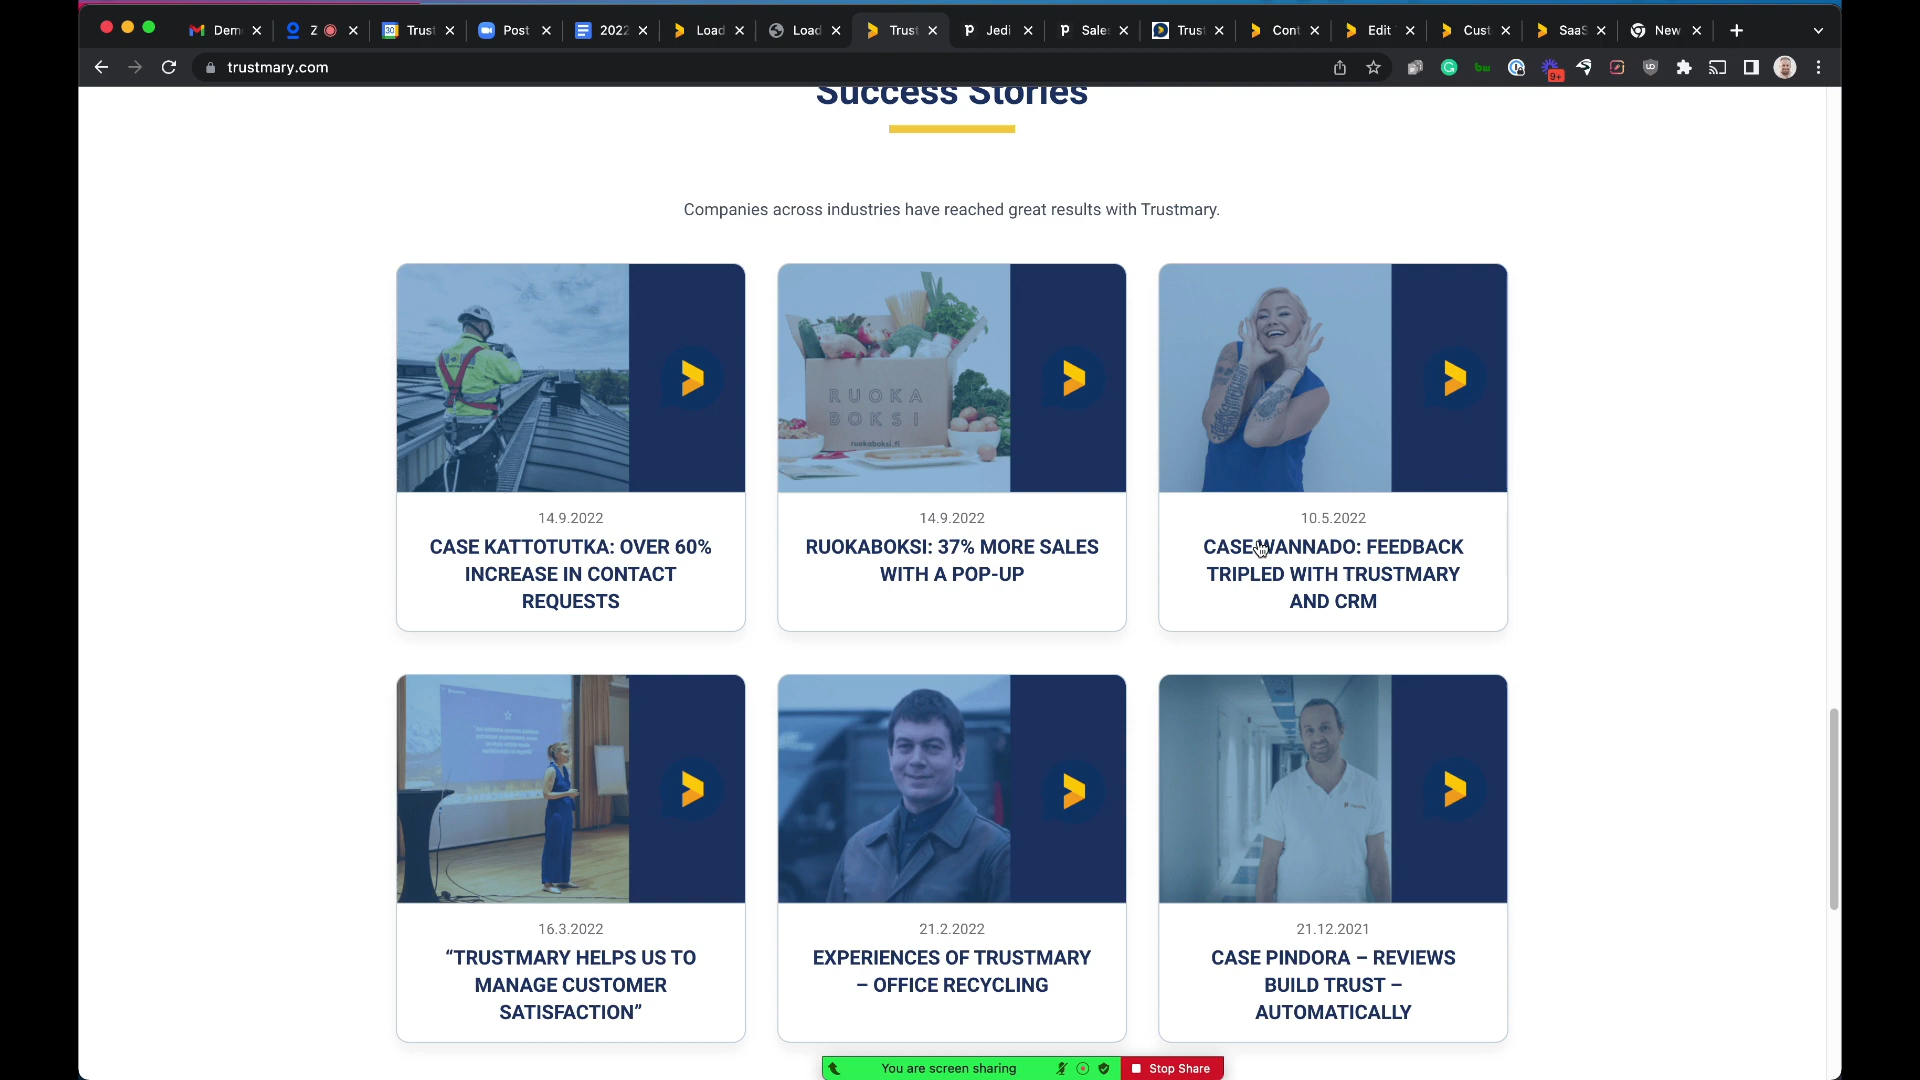 Dem
Z
Trust
Post
2022
Load
Load
Trust
Jedi
Sale
Trust
Cont
Edit
Cust
SaaS
New
trustmary.com
9+
Success Stories
Companies across industries have reached great results with Trustmary.
RUOKA
BOKSI
ruokaboksi.fi
14.9.2022
CASE KATTOTUTKA: OVER 60%
INCREASE IN CONTACT
REQUESTS
14.9.2022
RUOKABOKSI: 37% MORE SALES
WITH A POP-UP
10.5.2022
CASE WANNADO: FEEDBACK
TRIPLED WITH TRUSTMARY
AND CRM
16.3.2022
“TRUSTMARY HELPS US TO
MANAGE CUSTOMER
SATISFACTION”
21.2.2022
EXPERIENCES OF TRUSTMARY
– OFFICE RECYCLING
21.12.2021
CASE PINDORA – REVIEWS
BUILD TRUST –
AUTOMATICALLY
You are screen sharing
Stop Share